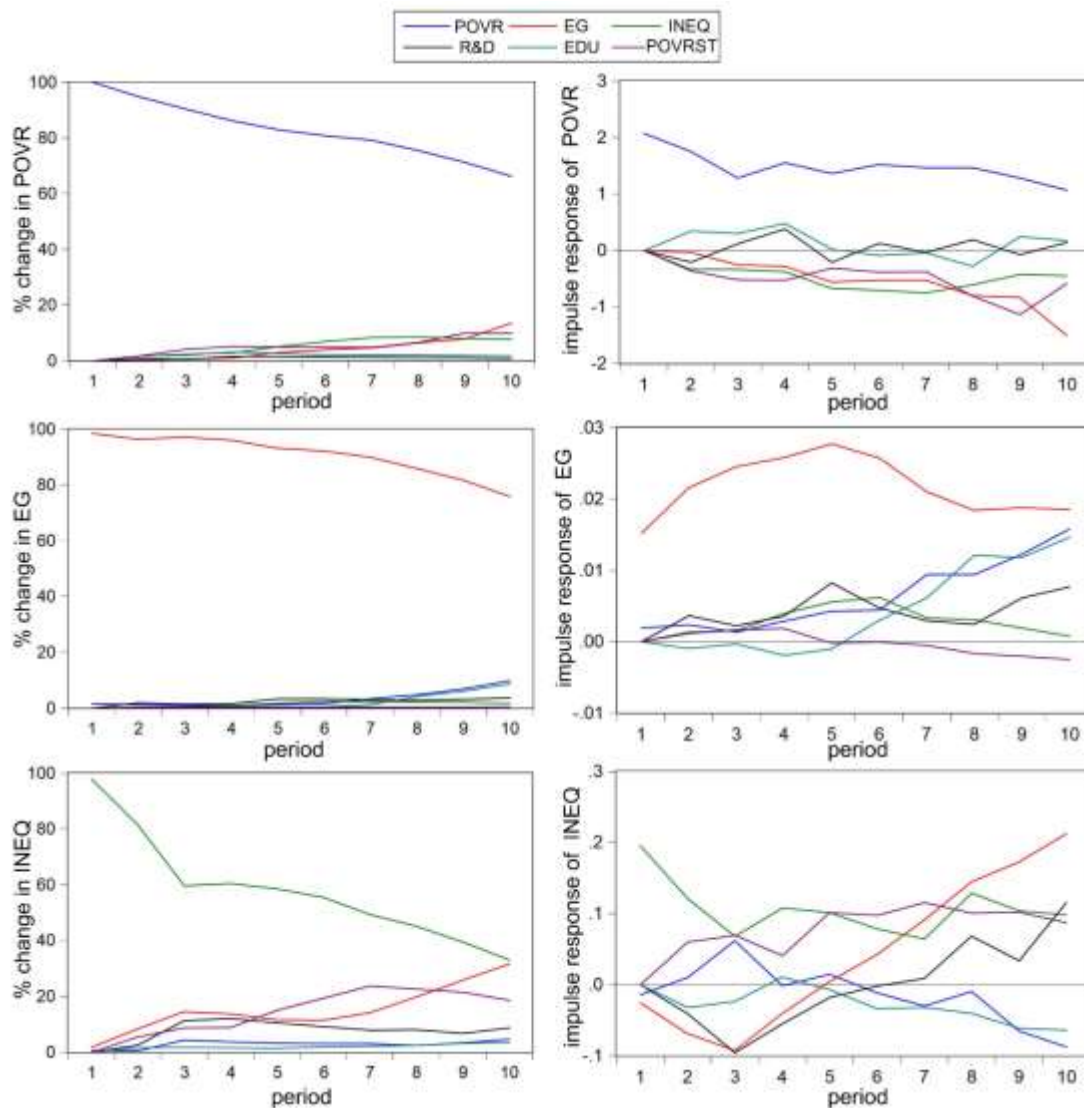 POVR EG INEQ
R&D EDU POVRST
% change in POVR
100
80
60
40
20
0
1 2 3 4 5 6 7 8 9 10
period
impulse response of POVR
3
2
1
0
-1
-2
1 2 3 4 5 6 7 8 9 10
period
% change in EG
100
80
60
40
20
0
1 2 3 4 5 6 7 8 9 10
period
impulse response of EG
.03
.02
.01
.00
-.01
1 2 3 4 5 6 7 8 9 10
period
% change in INEQ
100
80
60
40
20
0
1 2 3 4 5 6 7 8 9 10
period
impulse response of INEQ
.3
.2
.1
.0
-.1
1 2 3 4 5 6 7 8 9 10
period